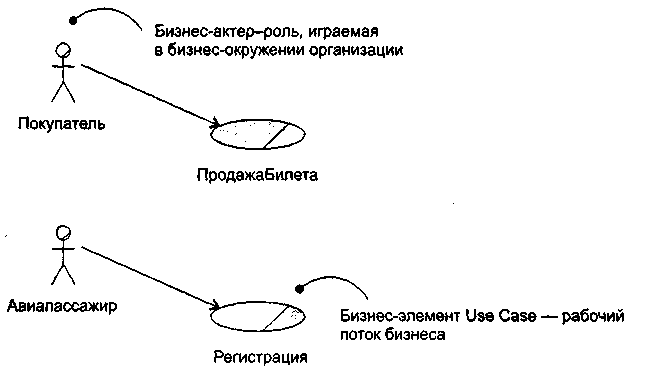 Бизнес-актер–роль, играемая
в бизнес-окружении организации
Покупатель
ПродажаБилета
Авиапассажир
Бизнес-элемент Use Case — рабочий
поток бизнеса
Регистрация